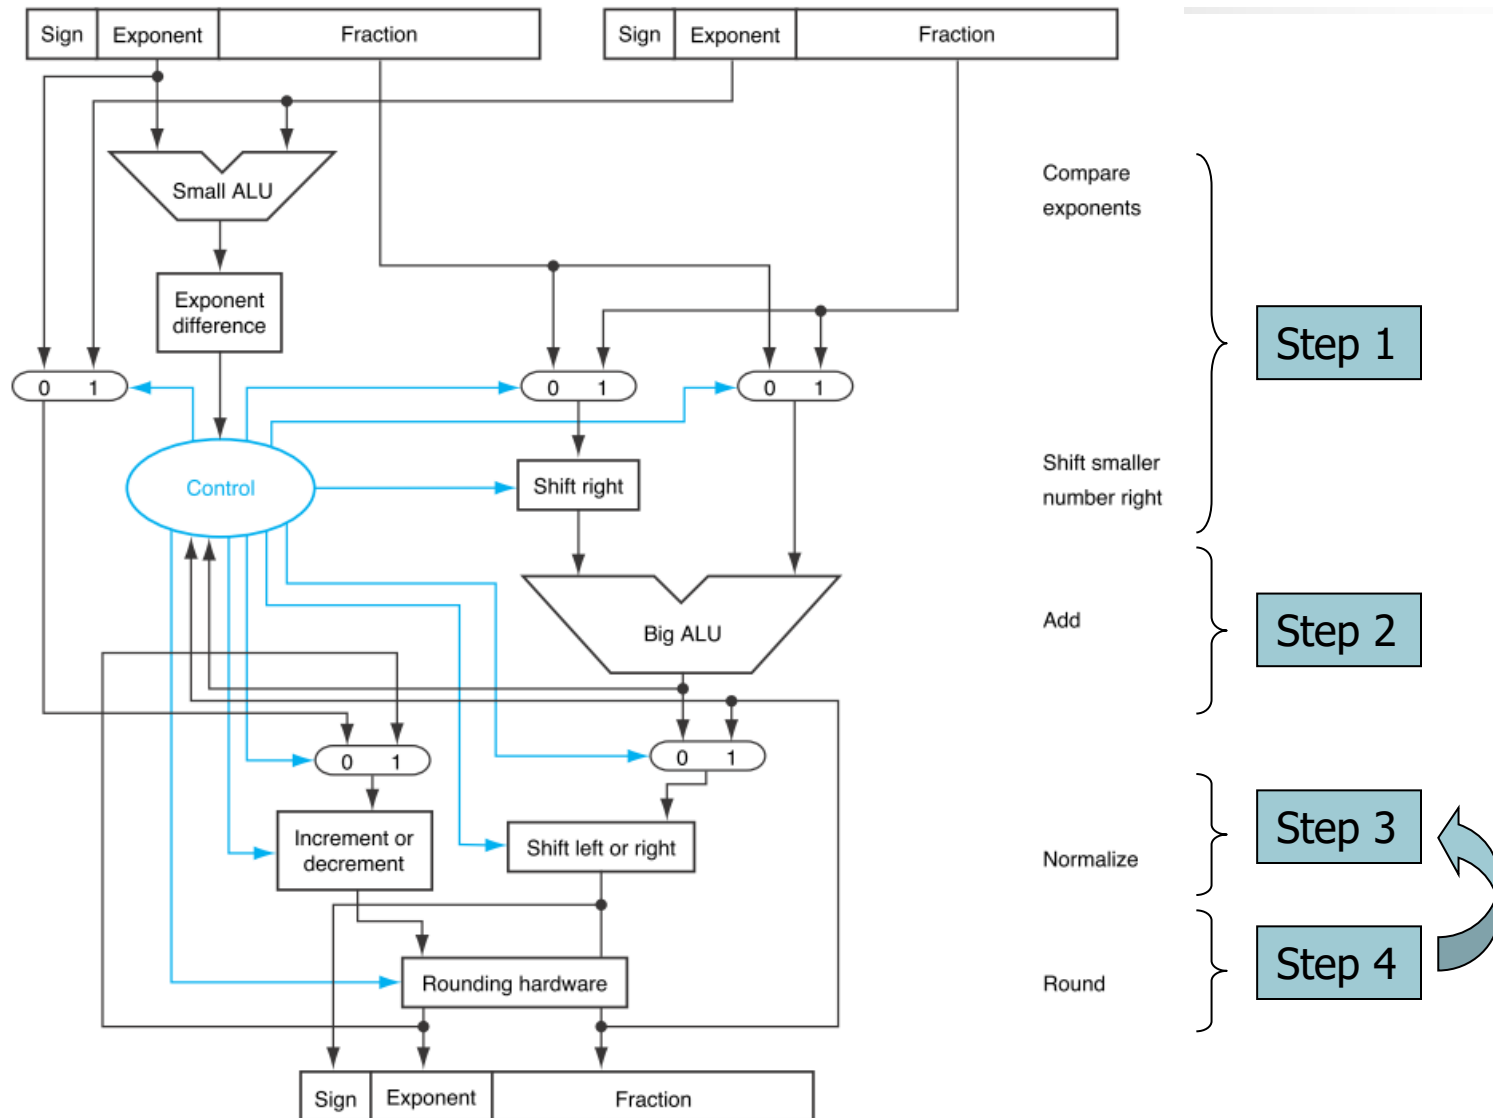 Sign Exponent Fraction
Sign Exponent Fraction
Small ALU
Compare
exponents
Exponent
difference
Step 1
0 1
0 1
0 1
Control
Shift right
Shift smaller
number right
Big ALU
Add
Step 2
0 1
0 1
Increment or
decrement
Shift left or right
Normalize
Step 3
Rounding hardware
Round
Step 4
Sign Exponent Fraction